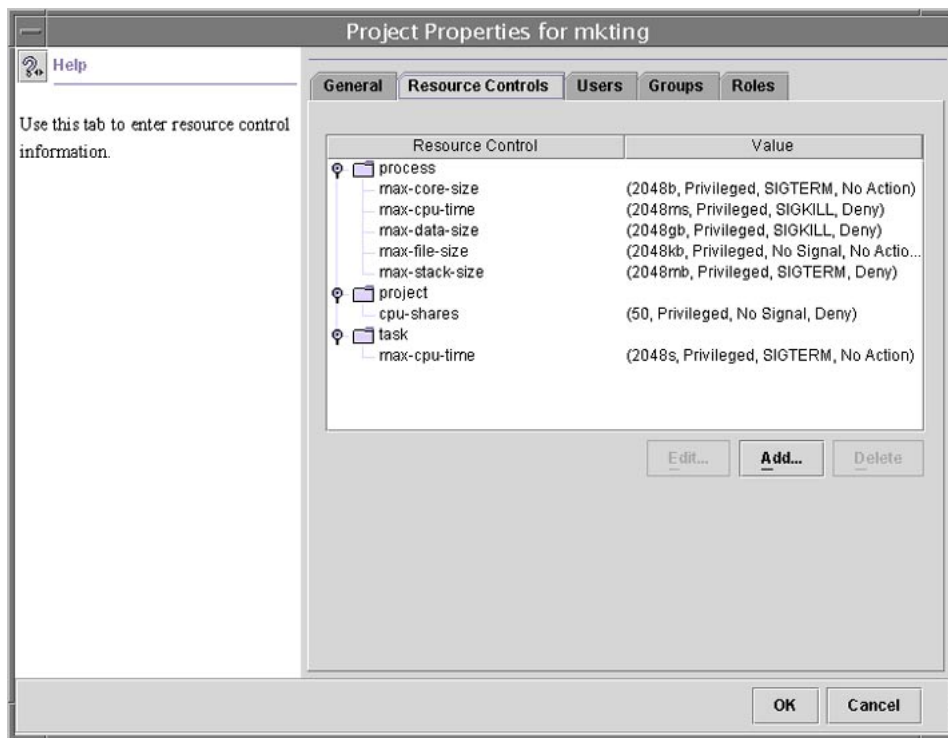 Project Properties for mkting
Help
Use this tab to enter resource control
information.
General Resource Controls Users Groups Roles
Resource Control Value
process
max-core-size (2048b, Privileged, SIGTERM, No Action)
max-cpu-time (2048ms, Privileged, SIGKILL, Deny)
max-data-size (2048gb, Privileged, SIGKILL, Deny)
max-file-size (2048kb, Privileged, No Signal, No Actio...
max-stack-size (2048mb, Privileged, SIGTERM, Deny)
project
cpu-shares (50, Privileged, No Signal, Deny)
task
max-cpu-time (2048s, Privileged, SIGTERM, No Action)
Edit... Add... Delete
OK Cancel